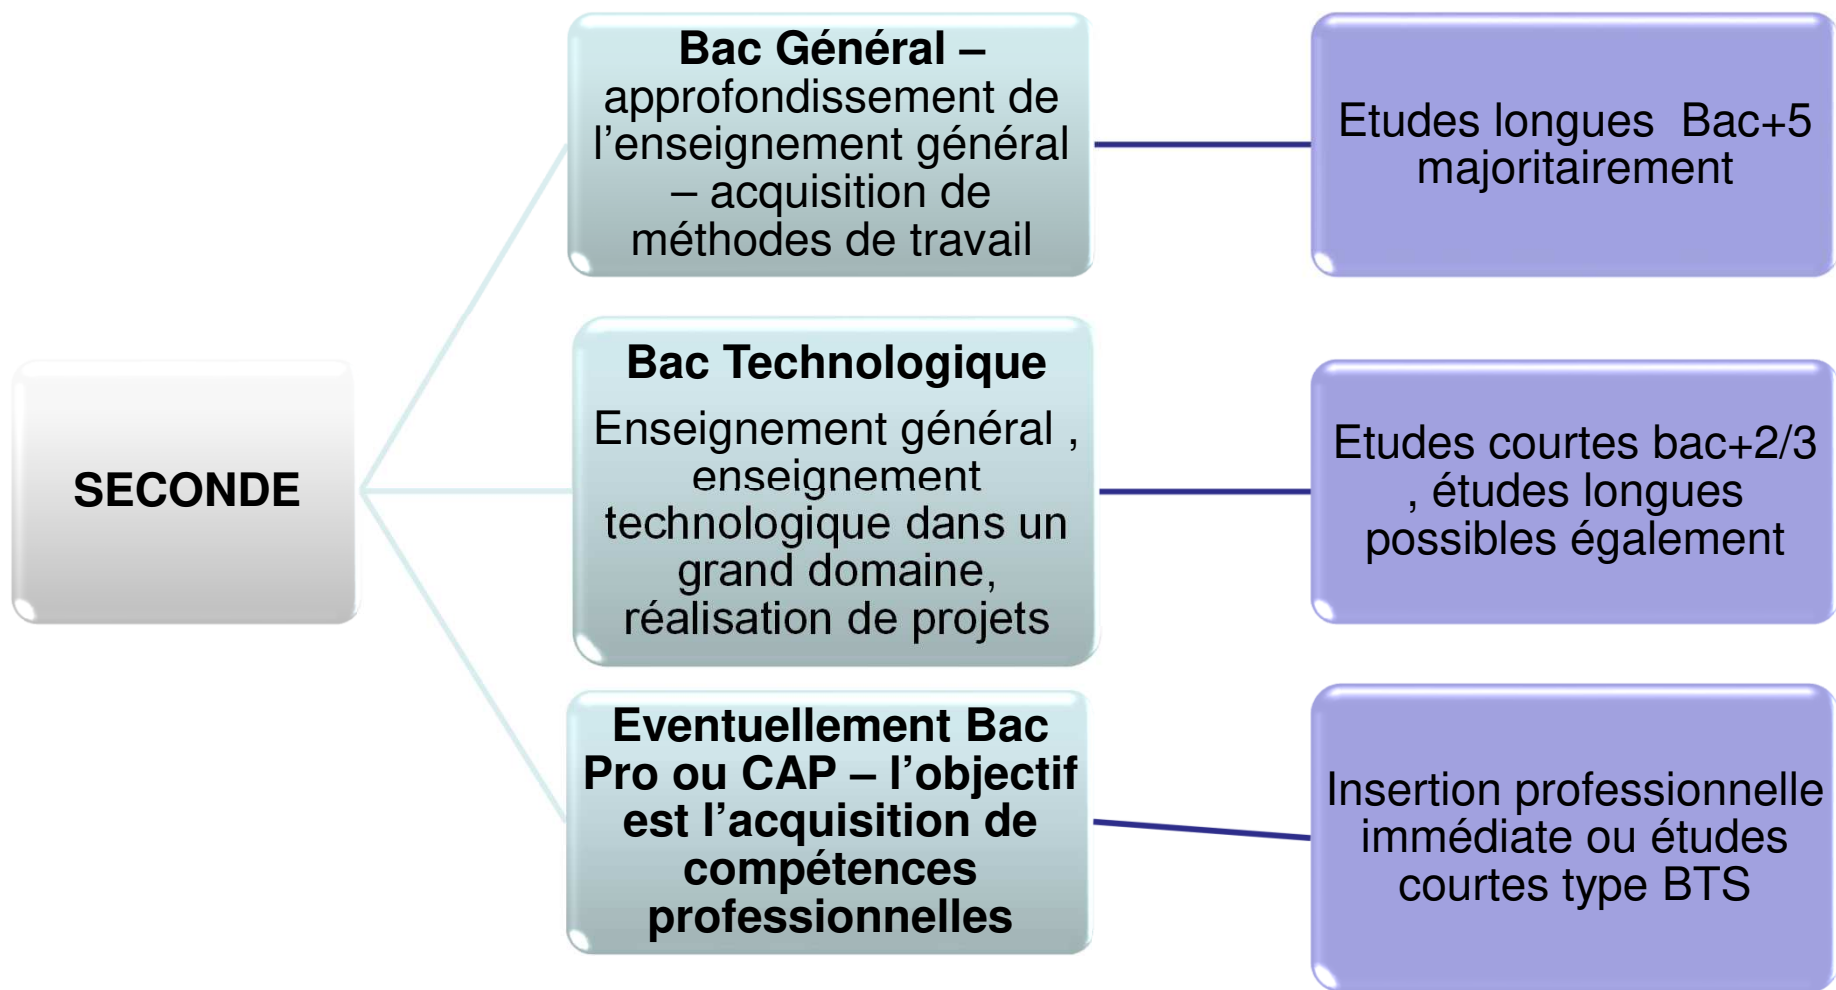 SECONDE
Bac Général –
approfondissement de
l’enseignement général
– acquisition de
méthodes de travail
Etudes longues  Bac+5
majoritairement
Bac Technologique
Enseignement général ,
enseignement
technologique dans un
grand domaine,
réalisation de projets
Etudes courtes bac+2/3
, études longues
possibles également
Eventuellement Bac
Pro ou CAP – l’objectif
est l’acquisition de
compétences
professionnelles
Insertion professionnelle
immédiate ou études
courtes type BTS